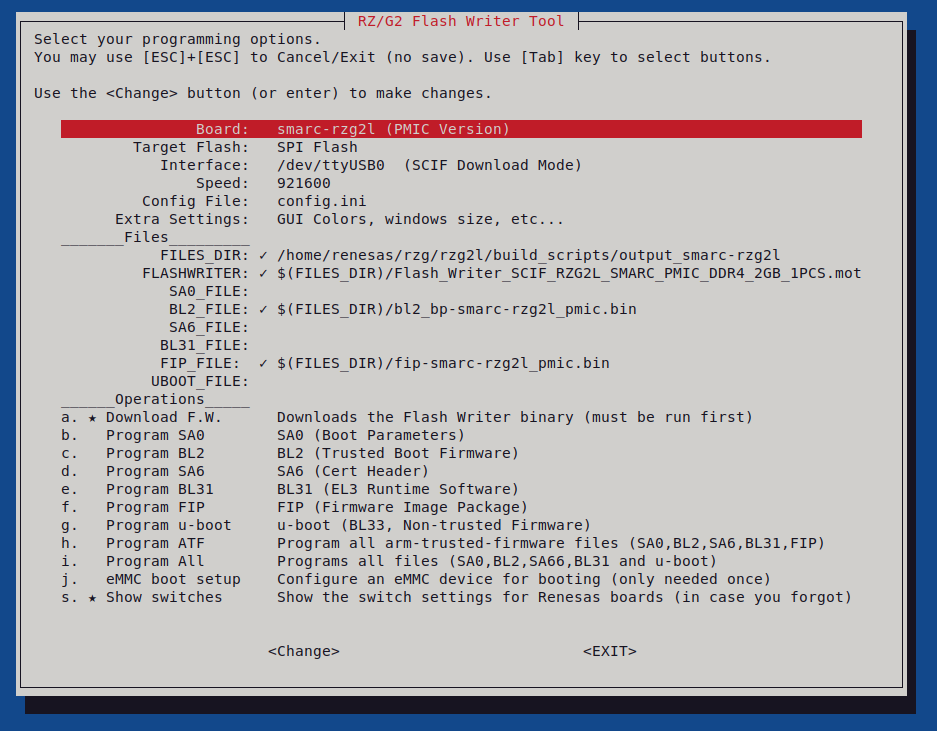 RZ/G2 Flash Writer Tool
Select your programming options.
You may use [ESC]+[ESC] to Cancel/Exit (no save). Use [Tab] key to select buttons.
Use the <Change> button (or enter) to make changes.
Board: smarc-rzg2l (PMIC Version)
Target Flash: SPI Flash
Interface: /dev/ttyUSB0 (SCIF Download Mode)
Speed: 921600
Config File: config.ini
Extra Settings: GUI Colors, windows size, etc...
_______Files_________
FILES_DIR: ✓ /home/renesas/rzg/rzg2l/build_scripts/output_smarc-rzg2l
FLASHWRITER: ✓ $(FILES_DIR)/Flash_Writer_SCIF_RZG2L_SMARC_PMIC_DDR4_2GB_1PCS.mot
SA0_FILE:
BL2_FILE: ✓ $(FILES_DIR)/bl2_bp-smarc-rzg2l_pmic.bin
SA6_FILE:
BL31_FILE:
FIP_FILE: ✓ $(FILES_DIR)/fip-smarc-rzg2l_pmic.bin
UBOOT_FILE:
______Operations_____
a. ★ Download F.W. Downloads the Flash Writer binary (must be run first)
b. Program SA0 SA0 (Boot Parameters)
c. Program BL2 BL2 (Trusted Boot Firmware)
d. Program SA6 SA6 (Cert Header)
e. Program BL31 BL31 (EL3 Runtime Software)
f. Program FIP FIP (Firmware Image Package)
g. Program u-boot u-boot (BL33, Non-trusted Firmware)
h. Program ATF Program all arm-trusted-firmware files (SA0,BL2,SA6,BL31,FIP)
i. Program All Programs all files (SA0,BL2,SA66,BL31 and u-boot)
j. eMMC boot setup Configure an eMMC device for booting (only needed once)
s. ★ Show switches Show the switch settings for Renesas boards (in case you forgot)
<Change> <EXIT>